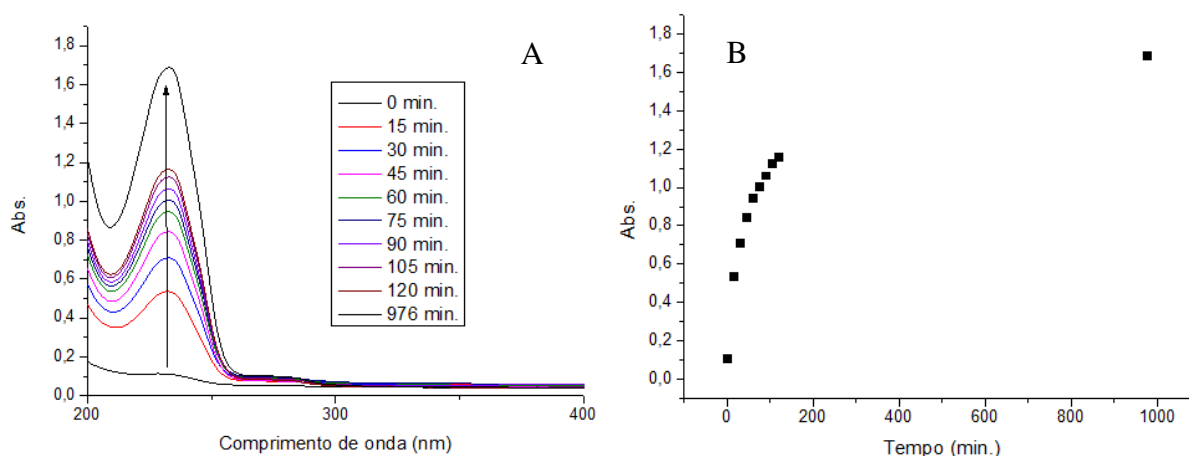 A
1,8
1,6
1,4
1,2
1,0
0,8
0,6
0,4
0,2
0,0
Abs.
200
300
400
Comprimento de onda (nm)
0 min.
15 min.
30 min.
45 min.
60 min.
75 min.
90 min.
105 min.
120 min.
976 min.
B
1,8
1,6
1,4
1,2
1,0
0,8
0,6
0,4
0,2
0,0
Abs.
0
200
400
600
800
1000
Tempo (min.)